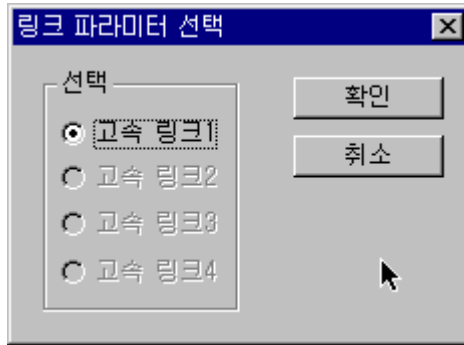 링크 파라미터 선택
선택
고속 링크1
고속 링크2
고속 링크3
고속 링크4
확인
취소